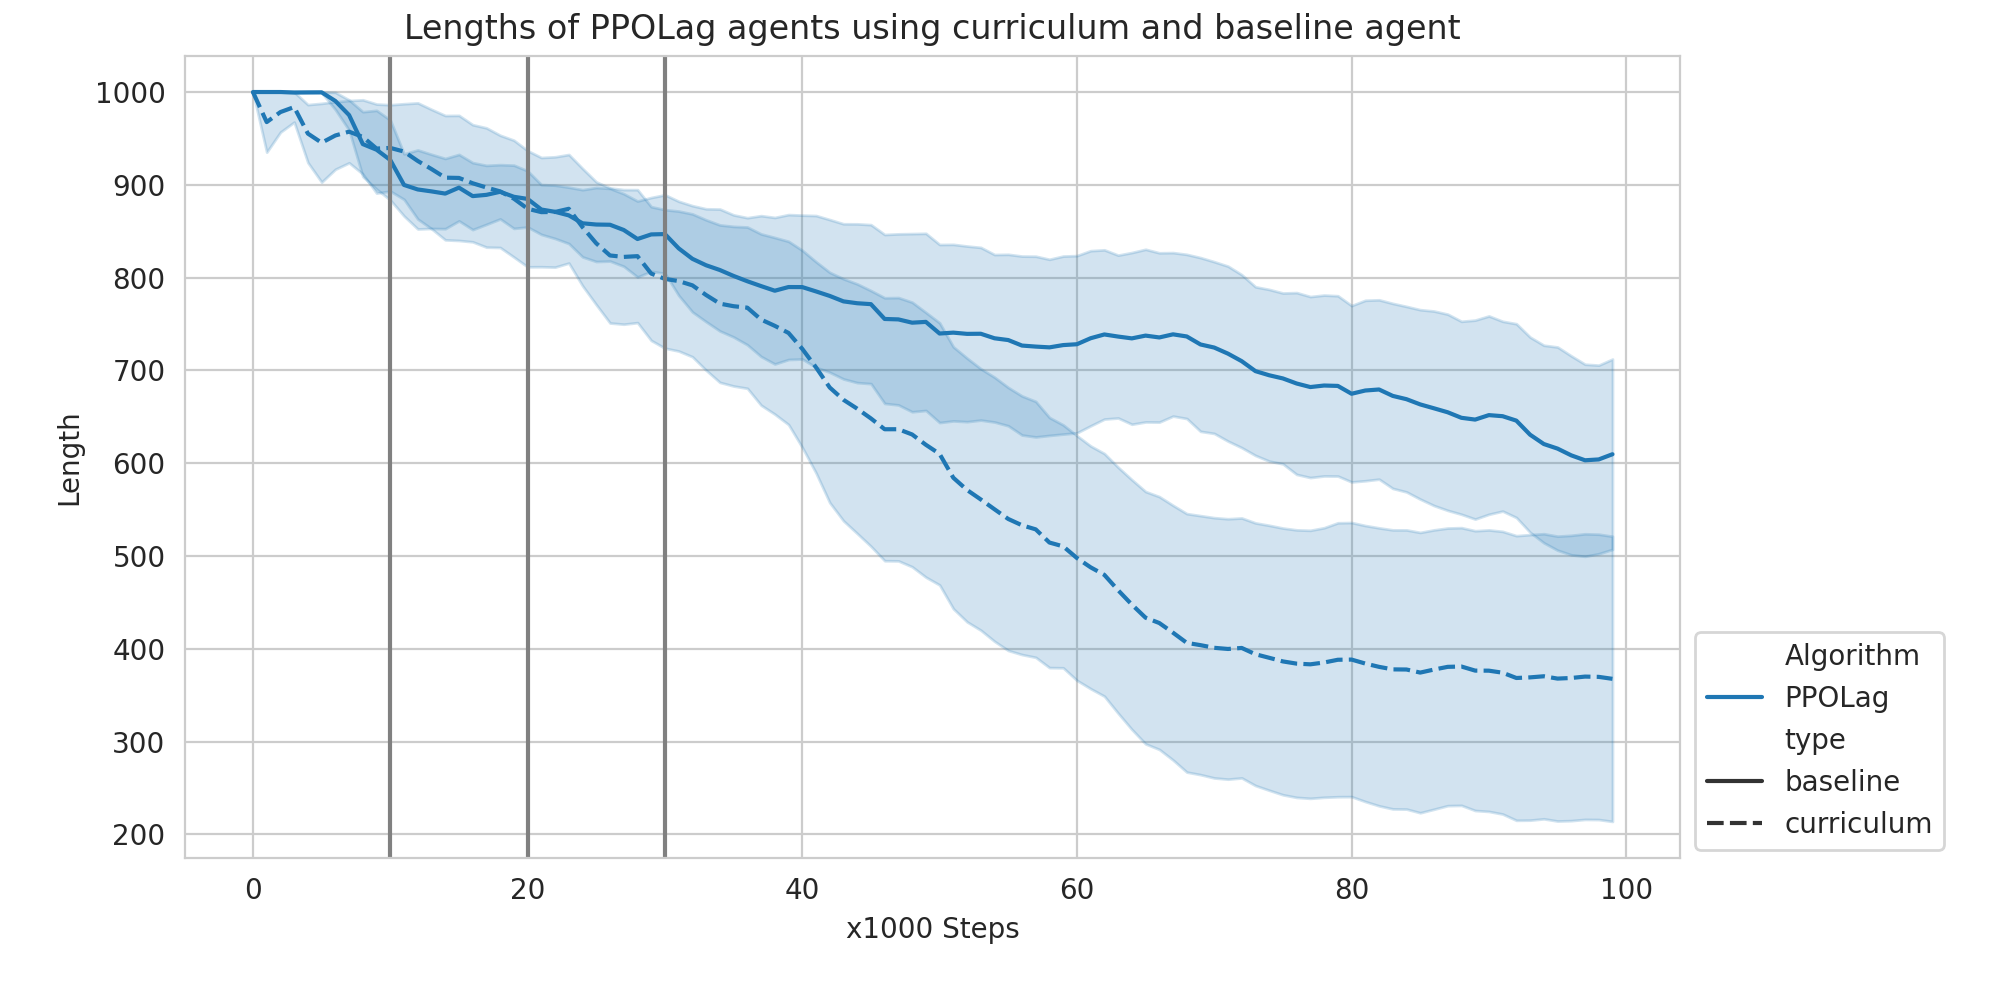 Lengths of PPOLag agents using curriculum and baseline agent
1000
900
800
700
600
500
400
300
200
Length
0
20
40
60
80
100
x1000 Steps
Algorithm
PPOLag
type
baseline
curriculum